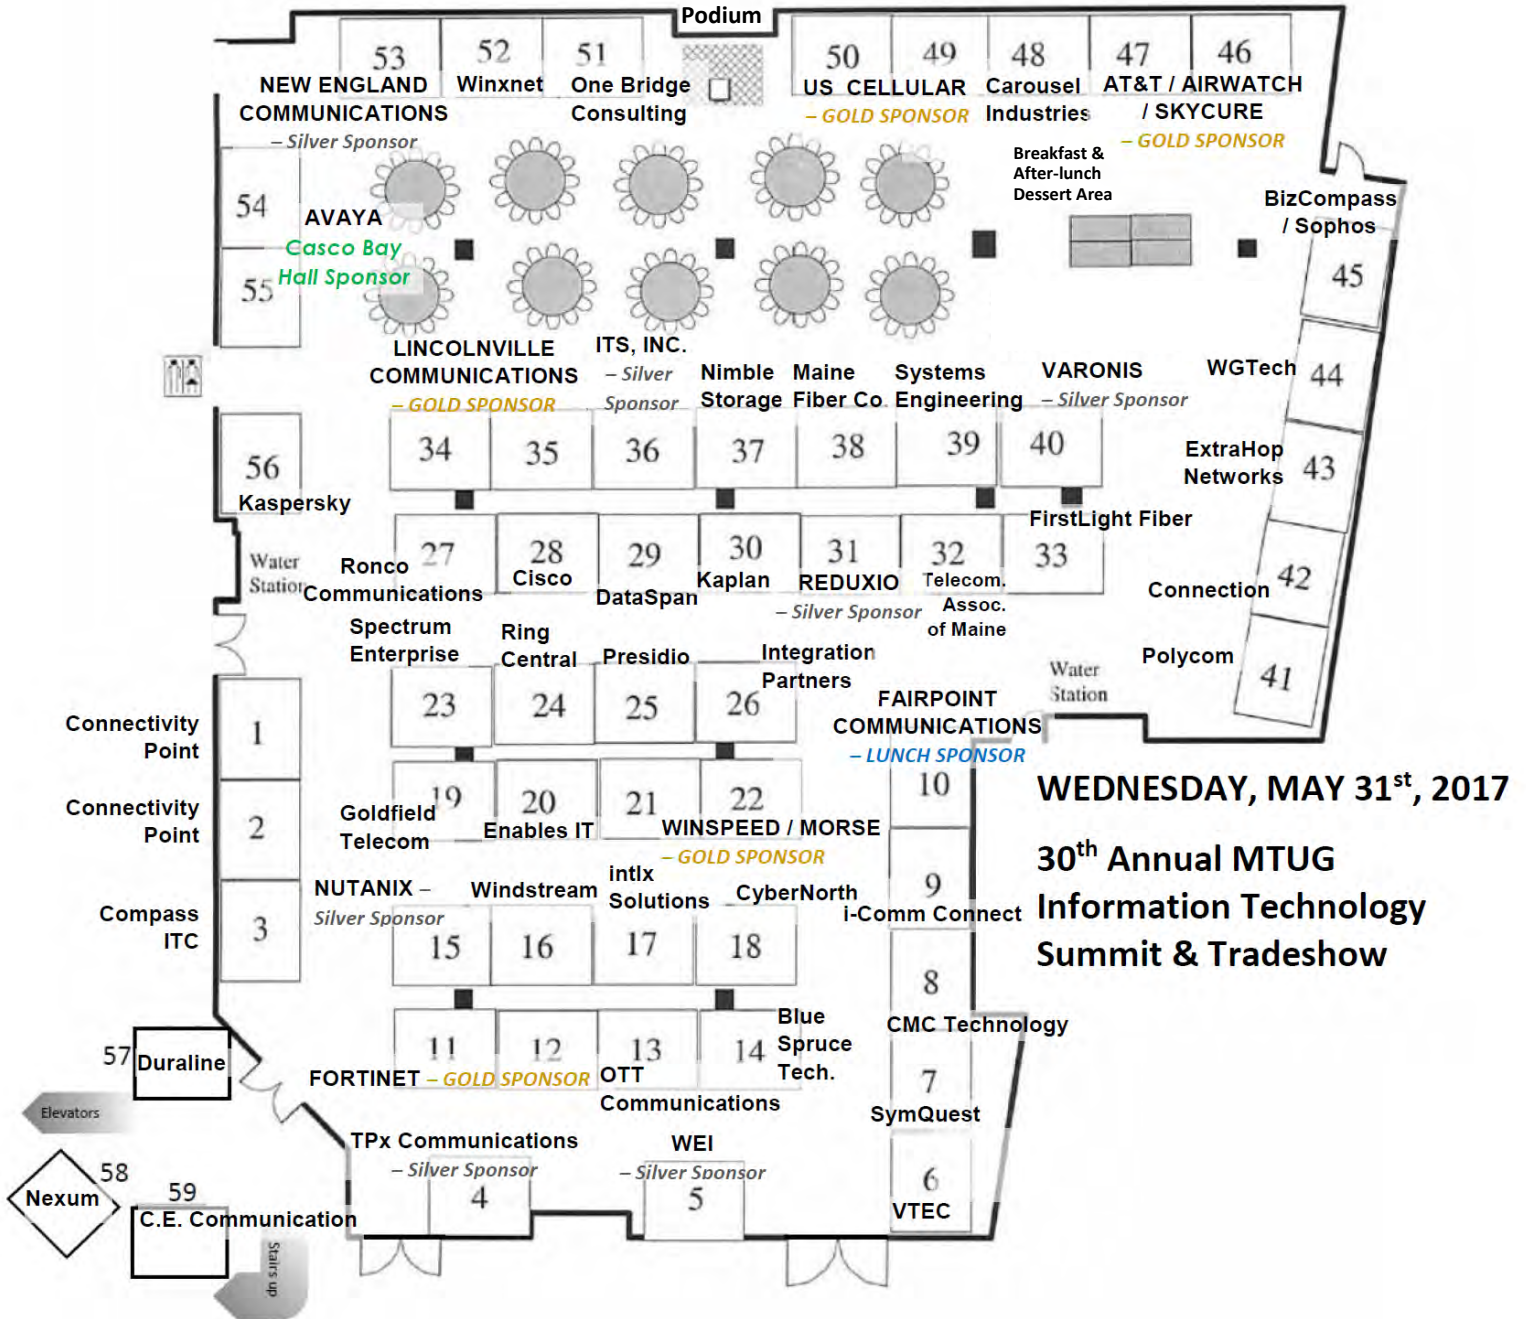 Podium
53
52
51
50
49
48
47
46
NEW ENGLAND
COMMUNICATIONS
– Silver Sponsor
Winxnet
One Bridge
Consulting
US CELLULAR
– GOLD SPONSOR
Carousel
Industries
AT&T / AIRWATCH
/ SKYCURE
– GOLD SPONSOR
Breakfast &
After-lunch
Dessert Area
54
AVAYA
Casco Bay
Hall Sponsor
55
BizCompass
/ Sophos
45
LINCOLNVILLE
COMMUNICATIONS
– GOLD SPONSOR
ITS, INC.
– Silver
Sponsor
Nimble
Storage
Maine
Fiber Co
Systems
Engineering
VARONIS
– Silver Sponsor
WGTech
44
34
35
36
37
38
39
40
56
Kaspersky
ExtraHop
Networks
43
FirstLight Fiber
Water
Station
Ronco
Communications
27
28
Cisco
29
DataSpan
30
Kaplan
31
REDUXIO
– Silver Sponsor
32
Telecom.
Assoc.
of Maine
33
Connection
42
Spectrum
Enterprise
Ring
Central
Presidio
Integration
Partners
Polycom
41
Water
Station
23
24
25
26
FAIRPOINT
COMMUNICATIONS
– LUNCH SPONSOR
10
Connectivity
Point
1
Connectivity
Point
2
Goldfield
Telecom
19
20
Enables IT
21
22
WINSPEED / MORSE
– GOLD SPONSOR
WEDNESDAY, MAY 31st, 2017
30th Annual MTUG
Information Technology
Summit & Tradeshow
NUTANIX –
Silver Sponsor
Windstream
intlx
Solutions
CyberNorth
9
i-Comm Connect
Compass
ITC
3
15
16
17
18
8
CMC Technology
11
12
13
14
Blue
Spruce
Tech.
FORTINET – GOLD SPONSOR
OTT
Communications
7
SymQuest
57
Duraline
Elevators
TPx Communications
– Silver Sponsor
4
WEI
– Silver Sponsor
5
6
VTEC
58
Nexum
59
C.E. Communication
Stairs up